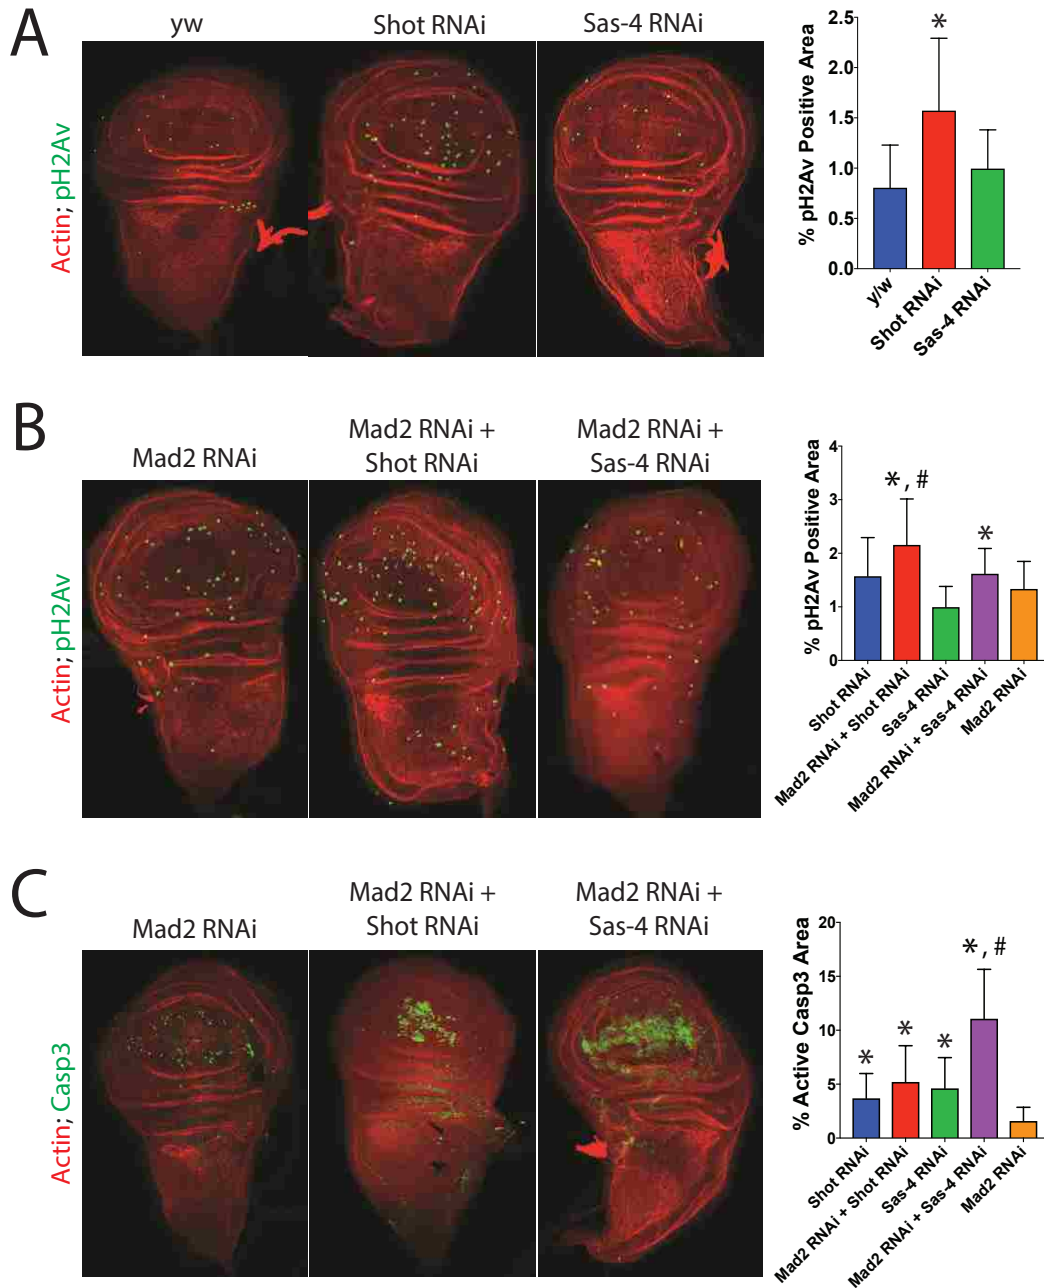 A
yw
Shot RNAi
Sas-4 RNAi
Actin; pH2Av
% pH2Av Positive Area
2.5
2.0
1.5
1.0
0.5
0.0
*
y/w
Shot RNAi
Sas-4 RNAi
B
Mad2 RNAi
Mad2 RNAi +
Shot RNAi
Mad2 RNAi +
Sas-4 RNAi
Actin; pH2Av
% pH2Av Positive Area
4
3
2
1
0
*, #
*
Shot RNAi
Mad2 RNAi + Shot RNAi
Sas-4 RNAi
Mad2 RNAi + Sas-4 RNAi
Mad2 RNAi
C
Mad2 RNAi
Mad2 RNAi +
Shot RNAi
Mad2 RNAi +
Sas-4 RNAi
Actin; Casp3
% Active Casp3 Area
20
15
10
5
0
*
*
*
*, #
Shot RNAi
Mad2 RNAi + Shot RNAi
Sas-4 RNAi
Mad2 RNAi + Sas-4 RNAi
Mad2 RNAi